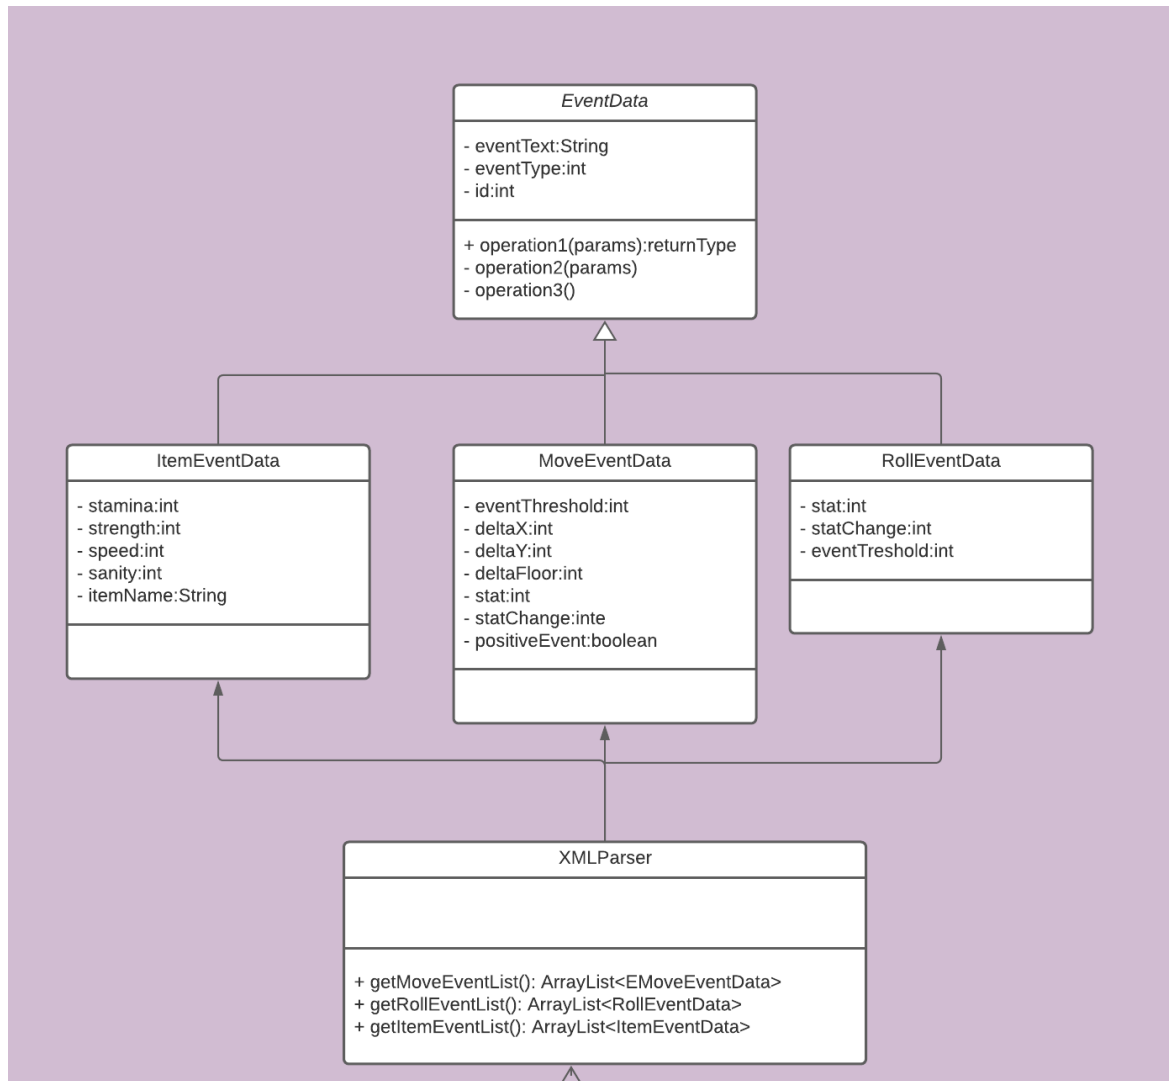 EventData
- eventText:String
- eventType:int
- id:int
+ operation1(params):returnType
- operation2(params)
- operation3()
ItemEventData
- stamina:int
- strength:int
- speed:int
- sanity:int
- itemName:String
MoveEventData
- eventThreshold:int
- deltaX:int
- deltaY:int
- deltaFloor:int
- stat:int
- statChange:inte
- positiveEvent:boolean
RollEventData
- stat:int
- statChange:int
- eventTreshold:int
XMLParser
+ getMoveEventList(): ArrayList<EMoveEventData>
+ getRollEventList(): ArrayList<RollEventData>
+ getItemEventList(): ArrayList<ItemEventData>